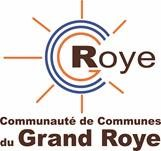 Roye
Communauté de Communes
du Grand Roye